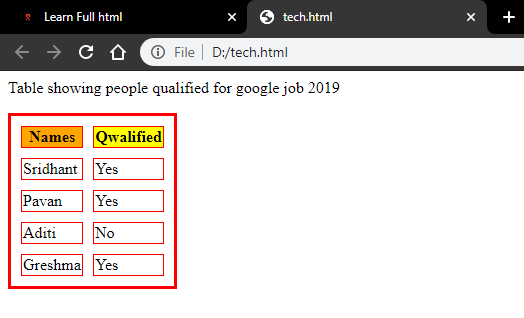 Learn Full html
tech.html
File D:/tech.html
Table showing people qualified for google job 2019
Names Qwalified
Sridhant Yes
Pavan Yes
Aditi No
Greshma Yes